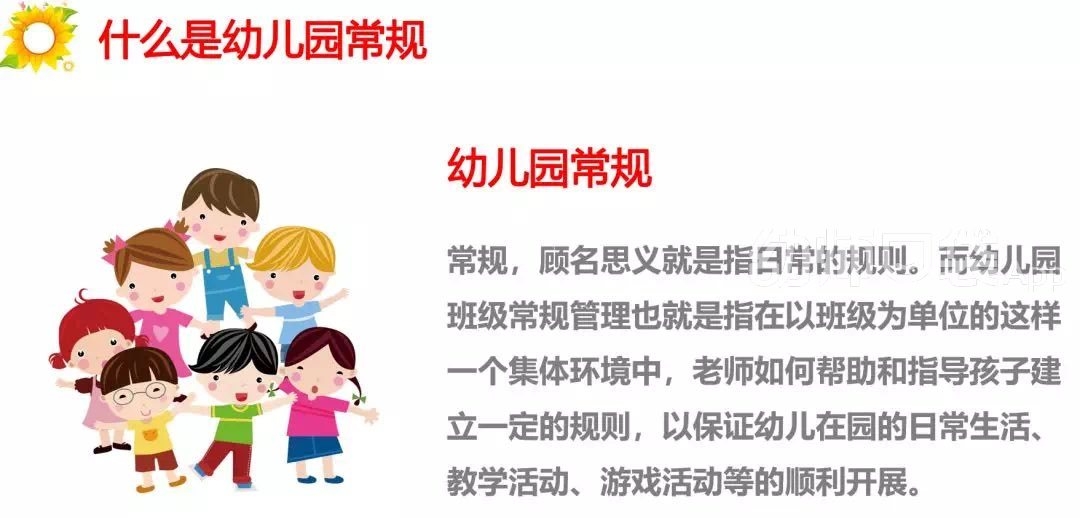 什么是幼儿园常规
幼儿园常规
常规，顾名思义就是指日常的规则。而幼儿园
班级常规管理也就是指在以班级为单位的这样
一个集体环境中，老师如何帮助和指导孩子建
立一定的规则，以保证幼儿在园的日常生活、
教学活动、游戏活动等的顺利开展。